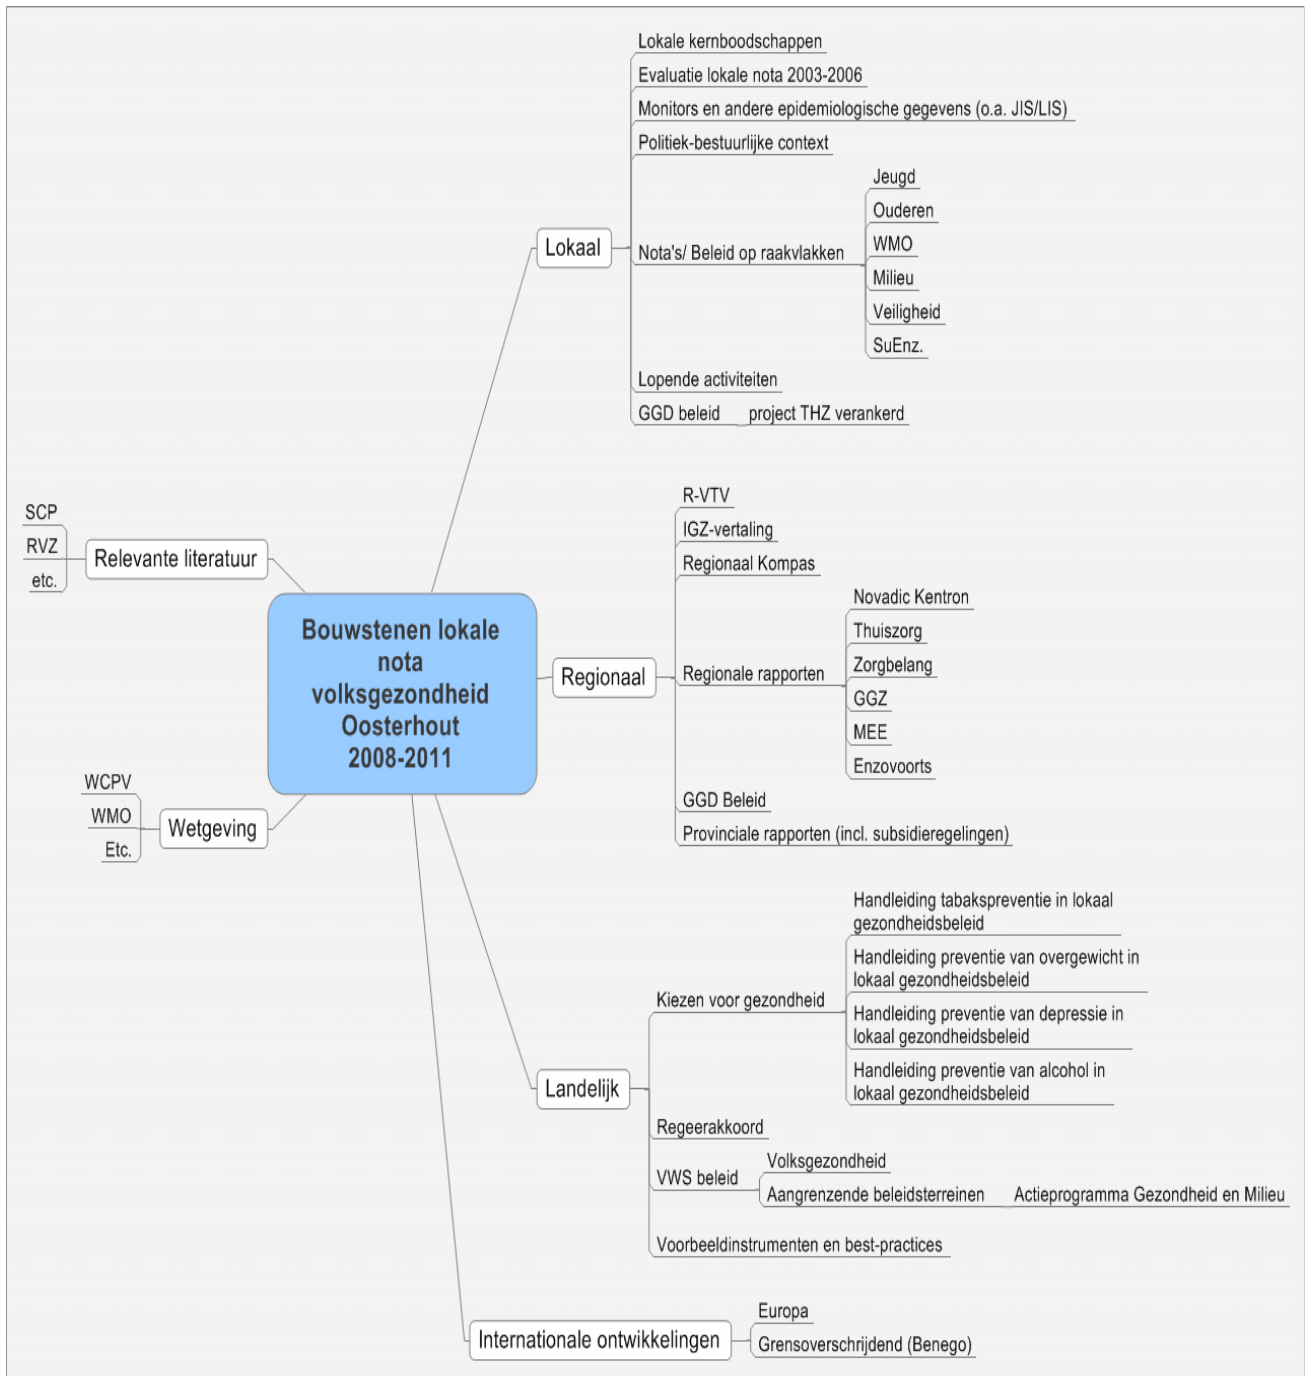 Lokale kernboodschappen
Evaluatie lokale nota 2003-2006
Monitors en andere epidemiologische gegevens (o.a. JIS/LIS)
Politiek-bestuurlijke context
Jeugd
Ouderen
WMO
Milieu
Veiligheid
SuEnz.
Nota's/ Beleid op raakvlakken
Lokaal
Lopende activiteiten
GGD beleid
project THZ verankerd
SCP
RVZ
etc.
Relevante literatuur
Bouwstenen lokale
nota
volksgezondheid
Oosterhout
2008-2011
WCPV
WMO
Etc.
Wetgeving
Regionaal
R-VTV
IGZ-vertaling
Regionaal Kompas
Regionale rapporten
Novadic Kentron
Thuiszorg
Zorgbelang
GGZ
MEE
Enzovoorts
GGD Beleid
Provinciale rapporten (incl. subsidieregelingen)
Landelijk
Kiezen voor gezondheid
Handleiding tabakspreventie in lokaal
gezondheidsbeleid
Handleiding preventie van overgewicht in
lokaal gezondheidsbeleid
Handleiding preventie van depressie in
lokaal gezondheidsbeleid
Handleiding preventie van alcohol in
lokaal gezondheidsbeleid
Regeerakkoord
VWS beleid
Volksgezondheid
Aangrenzende beleidsterreinen
Actieprogramma Gezondheid en Milieu
Voorbeeldinstrumenten en best-practices
Internationale ontwikkelingen
Europa
Grensoverschrijdend (Benego)